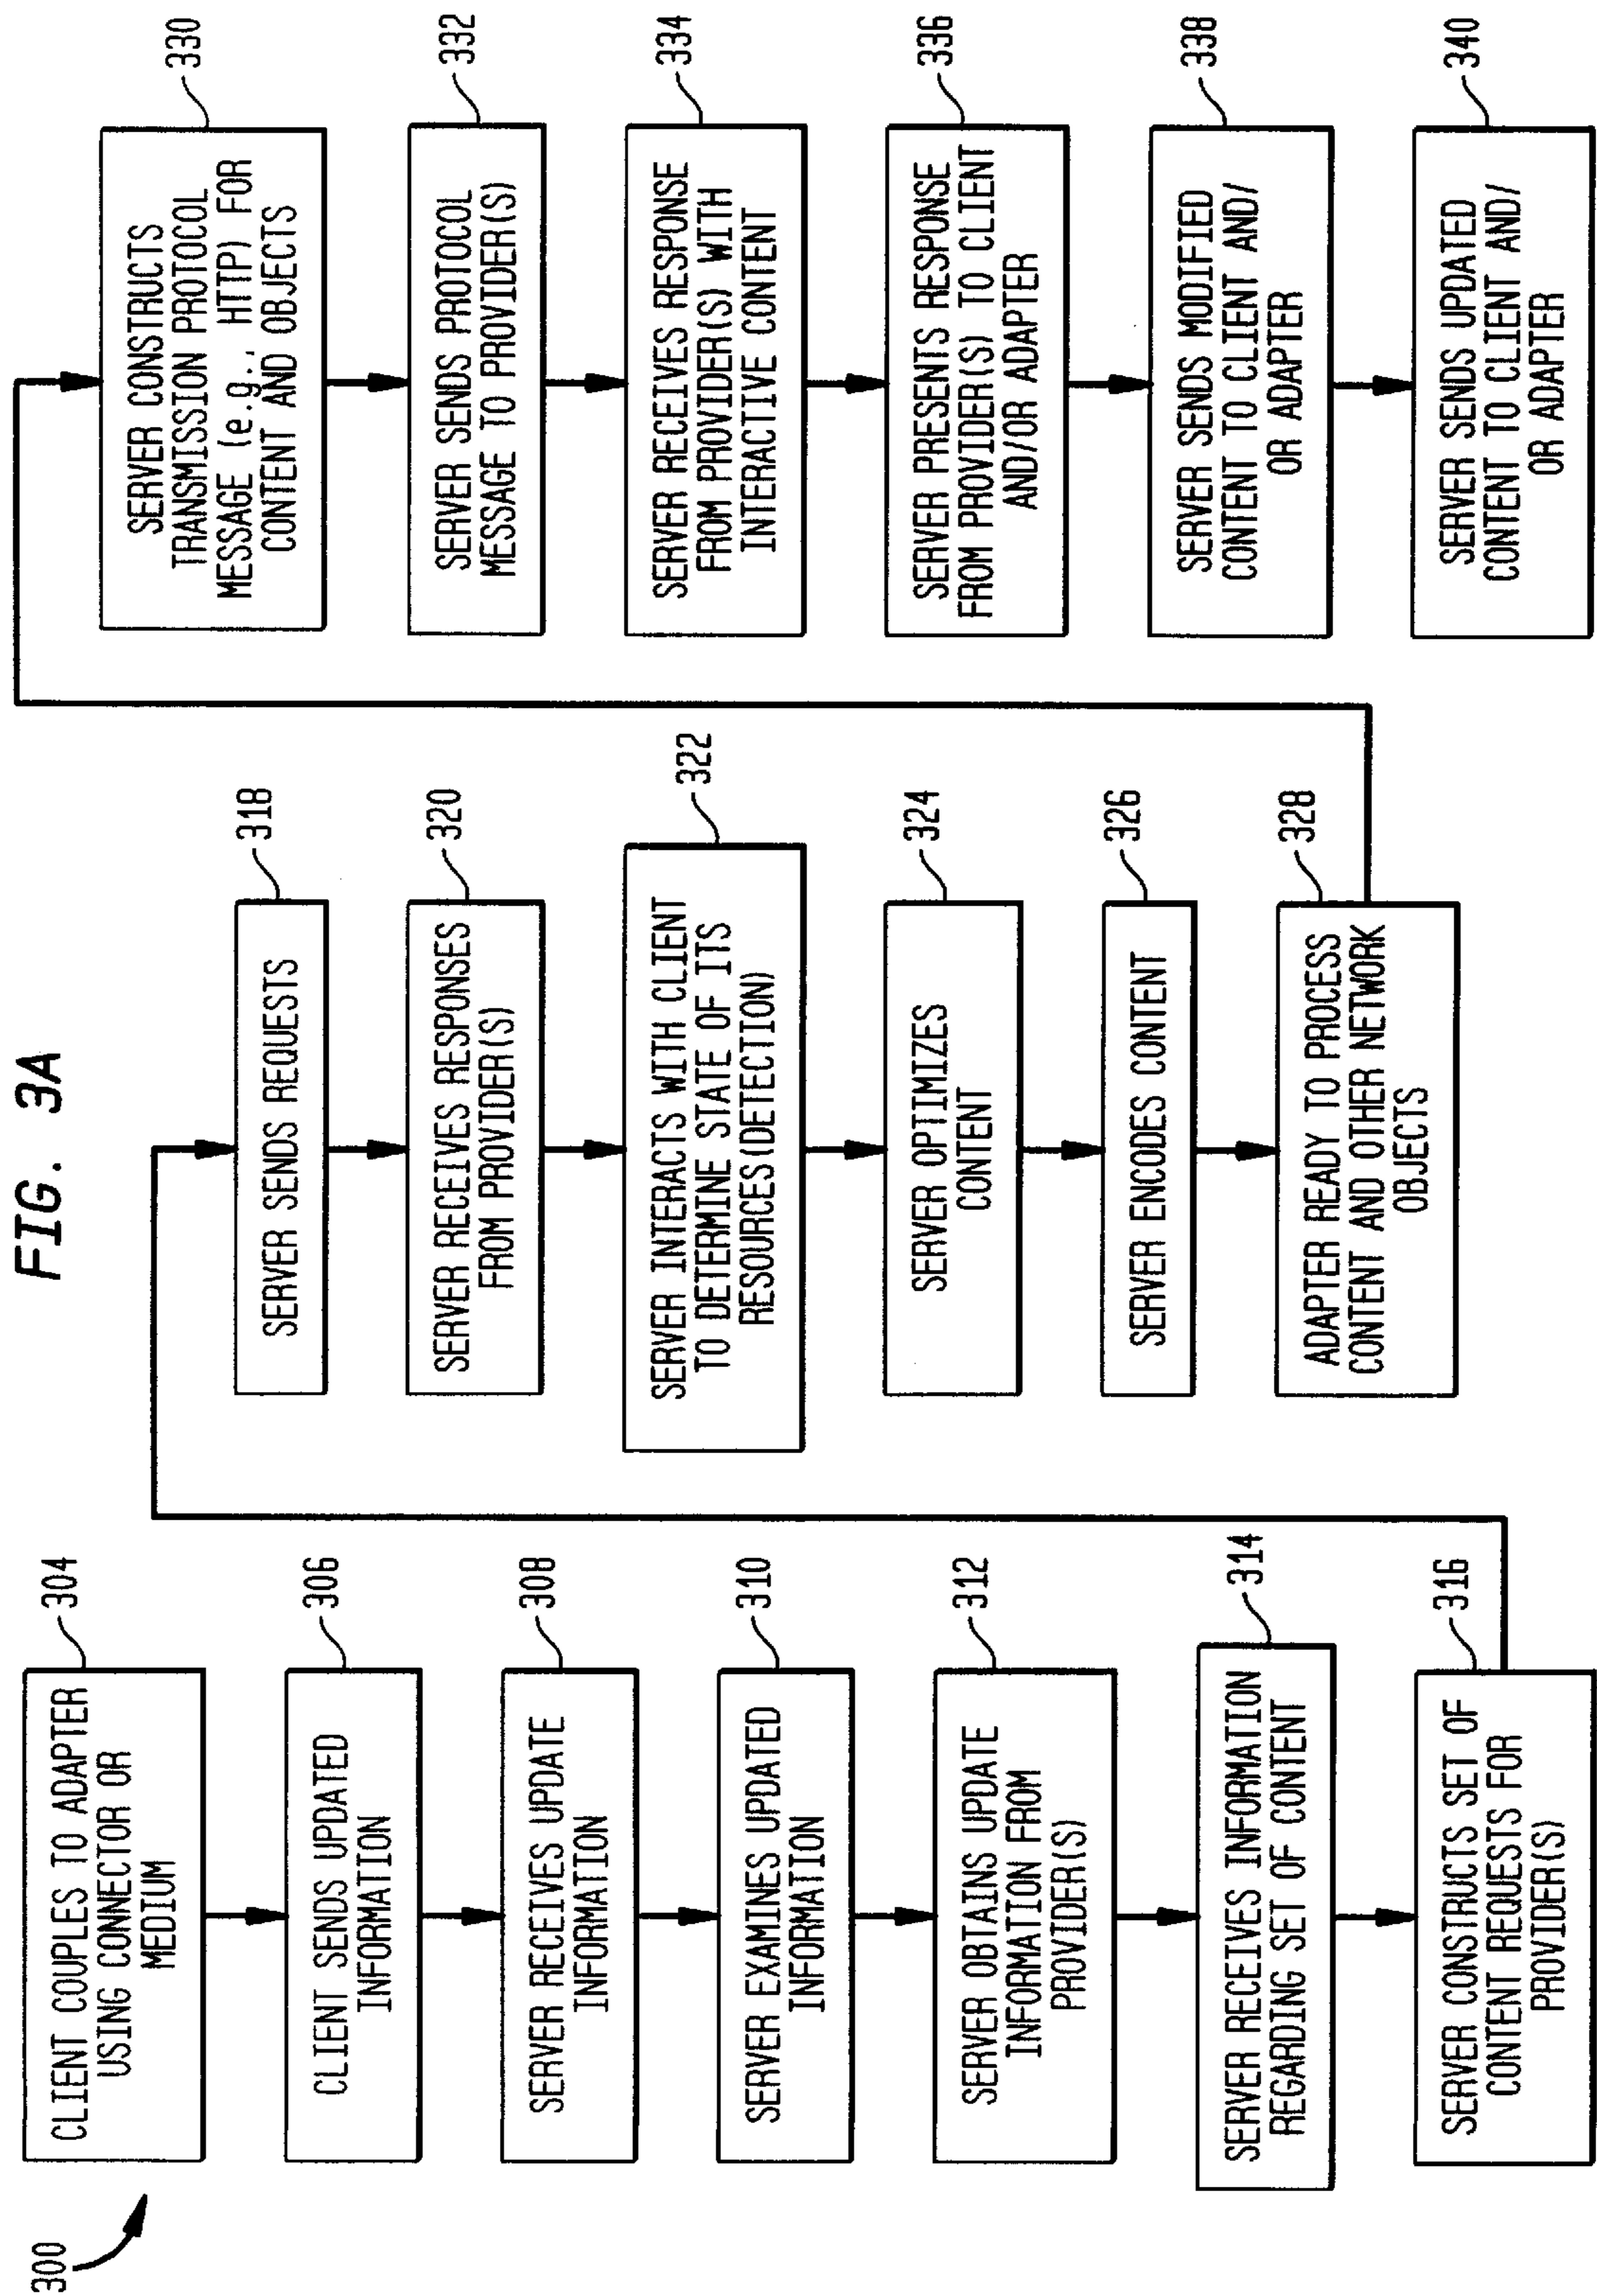 FIG. 3A
300
304
CLIENT COUPLES TO ADAPTER
USING CONNECTOR OR
MEDIUM
306
CLIENT SENDS UPDATED
INFORMATION
308
SERVER RECEIVES UPDATE
INFORMATION
310
SERVER EXAMINES UPDATED
INFORMATION
312
SERVER OBTAINS UPDATE
INFORMATION FROM
PROVIDER(S)
314
SERVER RECEIVES INFORMATION
REGARDING SET OF CONTENT
316
SERVER CONSTRUCTS SET OF
CONTENT REQUESTS FOR
PROVIDER(S)
318
SERVER SENDS REQUESTS
320
SERVER RECEIVES RESPONSES
FROM PROVIDER(S)
322
SERVER INTERACTS WITH CLIENT
TO DETERMINE STATE OF ITS
RESOURCES(DETECTION)
324
SERVER OPTIMIZES
CONTENT
326
SERVER ENCODES CONTENT
328
ADAPTER READY TO PROCESS
CONTENT AND OTHER NETWORK
OBJECTS
330
SERVER CONSTRUCTS
TRANSMISSION PROTOCOL
MESSAGE (e.g., HTTP) FOR
CONTENT AND OBJECTS
332
SERVER SENDS PROTOCOL
MESSAGE TO PROVIDER(S)
334
SERVER RECEIVES RESPONSE
FROM PROVIDER(S) WITH
INTERACTIVE CONTENT
336
SERVER PRESENTS RESPONSE
FROM PROVIDER(S) TO CLIENT
AND/OR ADAPTER
338
SERVER SENDS MODIFIED
CONTENT TO CLIENT AND/
OR ADAPTER
340
SERVER SENDS UPDATED
CONTENT TO CLIENT AND/
OR ADAPTER